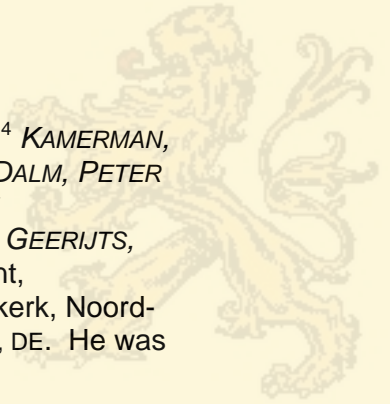 ⁴ KAMERMAN,
DALM, PETER
GEERIJTS,
nt,
kerk, Noord-
, DE. He was